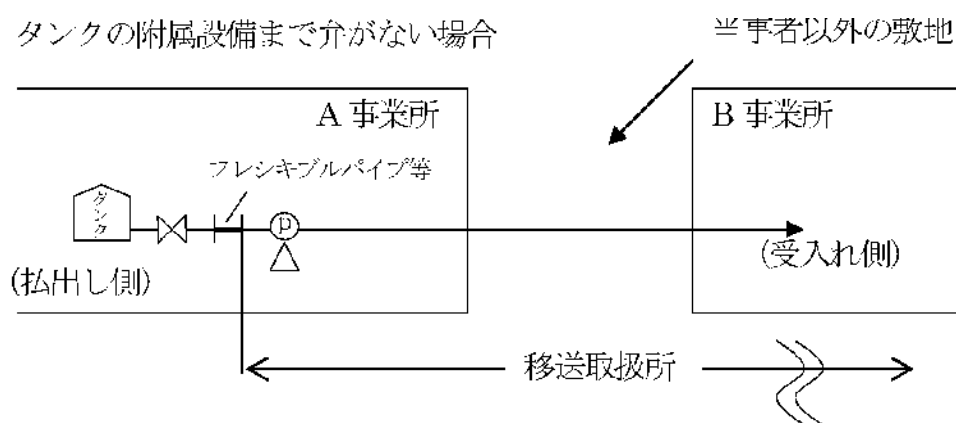 タンクの附属設備まで弁がない場合
当事者以外の敷地
A 事業所
B 事業所
フレシキブルパイプ等
タンク
p
(払出し側)
(受入れ側)
移送取扱所